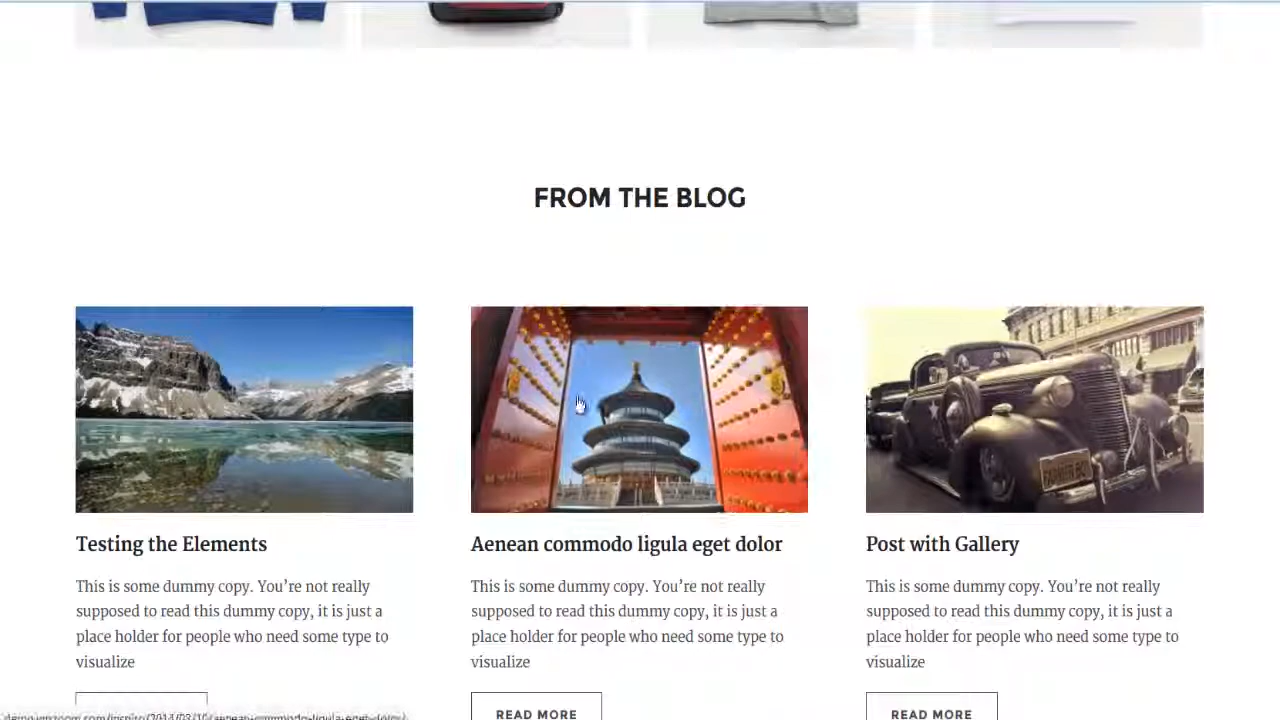 FROM THE BLOG
Testing the Elements
This is some dummy copy. You're not really
supposed to read this dummy copy, it is just a
place holder for people who need some type to
visualize
Aenean commodo ligula eget dolor
This is some dummy copy. You're not really
supposed to read this dummy copy, it is just a
place holder for people who need some type to
visualize
READ MORE
Post with Gallery
This is some dummy copy. You're not really
supposed to read this dummy copy, it is just a
place holder for people who need some type to
visualize
READ MORE